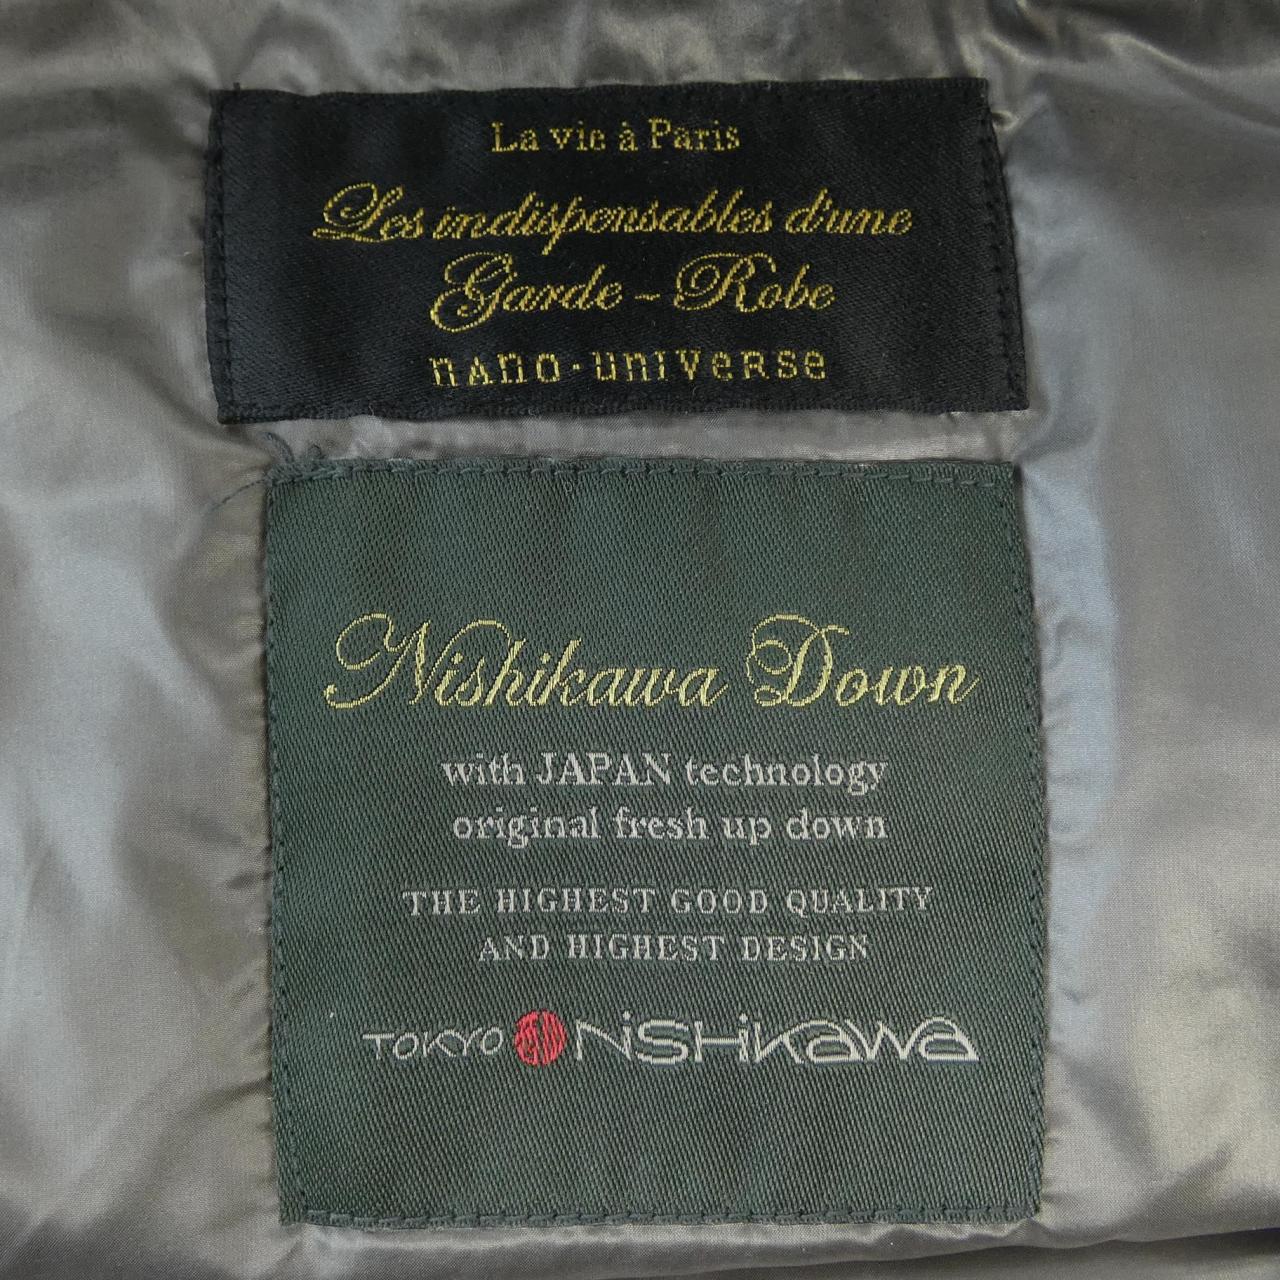 La vie à Paris
Les indispensables d'une
Garde-Robe
nAno·universe
Nishikawa Down
with JAPAN technology
original fresh up down
THE HIGHEST GOOD QUALITY
AND HIGHEST DESIGN
TOKYO NiSHiKaWa